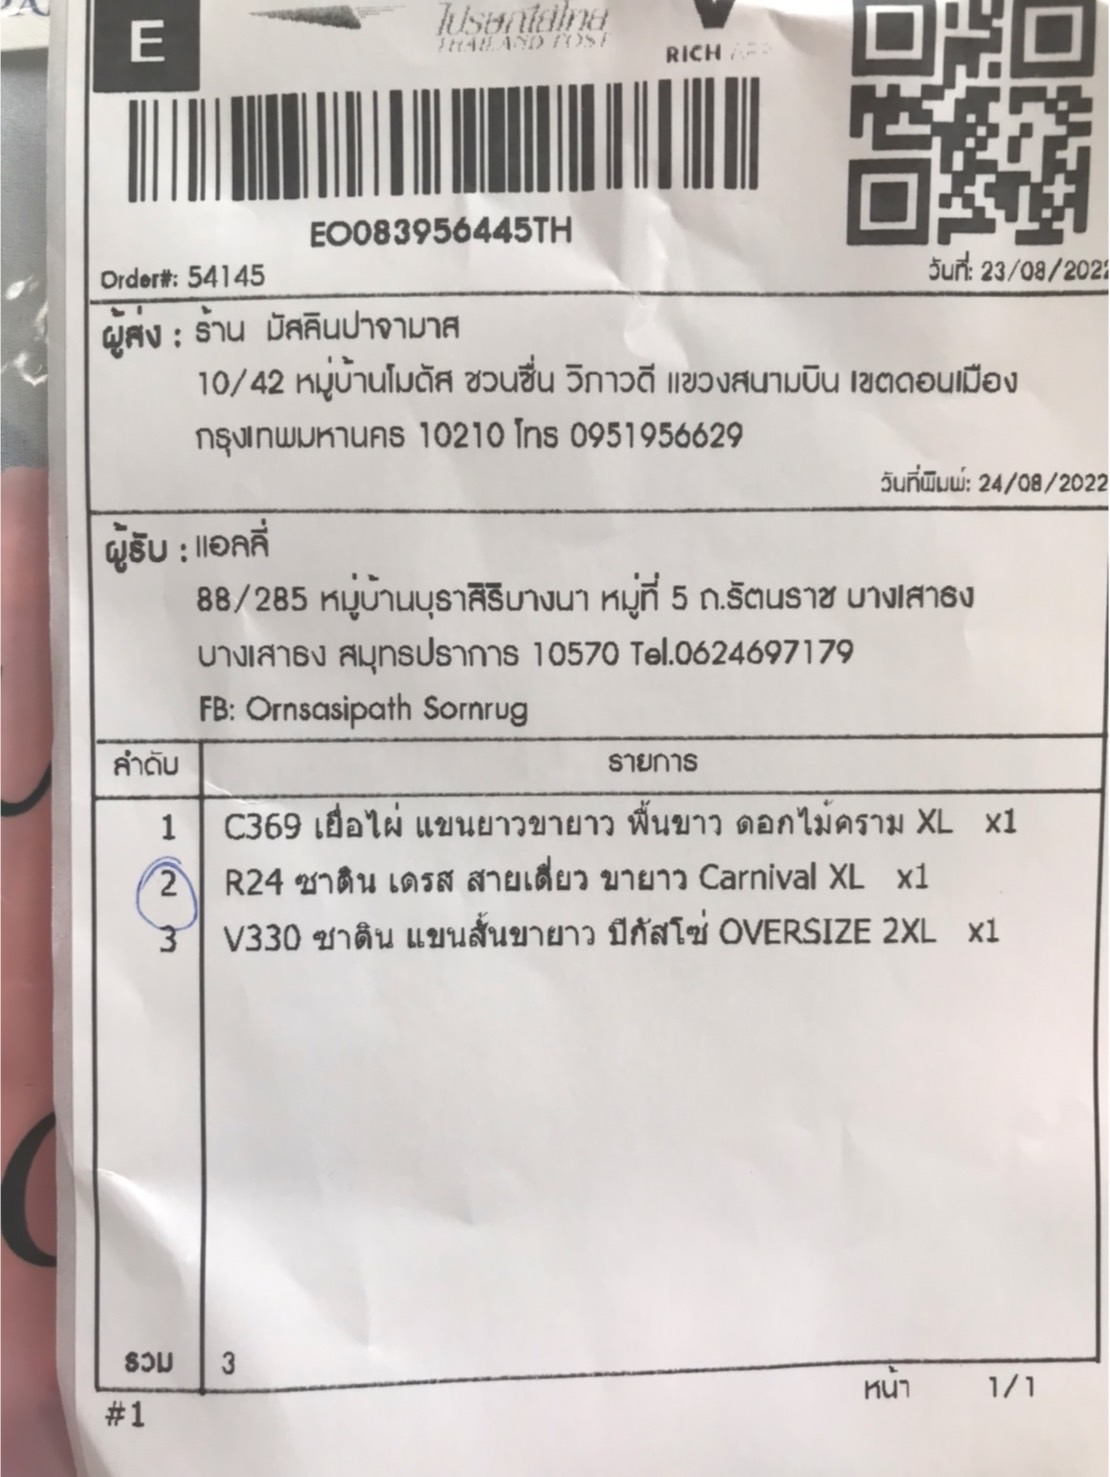 E
ไปรษณีย์ไทย
THAILAND POST
RICH
EO083956445TH
Order#: 54145
วันที่: 23/08/2022
ผู้ส่ง : ร้าน มัสลินปาจามาส
10/42 หมู่บ้านโมดัส ชวนชื่น วิภาวดี แขวงสนามบิน เขตดอนเมือง
กรุงเทพมหานคร 10210 โทร 0951956629
วันที่พิมพ์: 24/08/2022
ผู้รับ : แอลลี่
88/285 หมู่บ้านบุราสิริบางนา หมู่ที่ 5 ถ.รัตนราช บางเสาธง
บางเสาธง สมุทรปราการ 10570 Tel.0624697179
FB: Ornsasipath Sornrug
ลำดับ รายการ
1 C369 เยื่อไผ่ แขนยาวขายาว พื้นขาว ดอกไม้คราม XL x1
2 R24 ซาติน เดรส สายเดี่ยว ขายาว Carnival XL x1
3 V330 ซาติน แขนสั้นขายาว ปิกัสโซ่ OVERSIZE 2XL x1
รวม 3
หน้า 1/1
#1